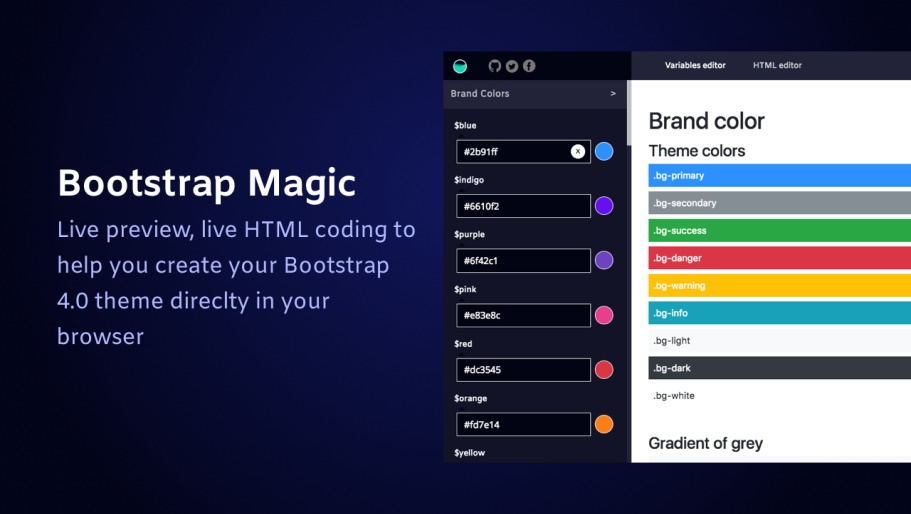 Bootstrap Magic
Live preview, live HTML coding to
help you create your Bootstrap
4.0 theme direclty in your
browser
Variables editor
HTML editor
Brand Colors >
$blue
#2b91ff x
$indigo
#6610f2
$purple
#6f42c1
$pink
#e83e8c
$red
#dc3545
$orange
#fd7e14
$yellow
Brand color
Theme colors
.bg-primary
.bg-secondary
.bg-success
.bg-danger
.bg-warning
.bg-info
.bg-light
.bg-dark
.bg-white
Gradient of grey